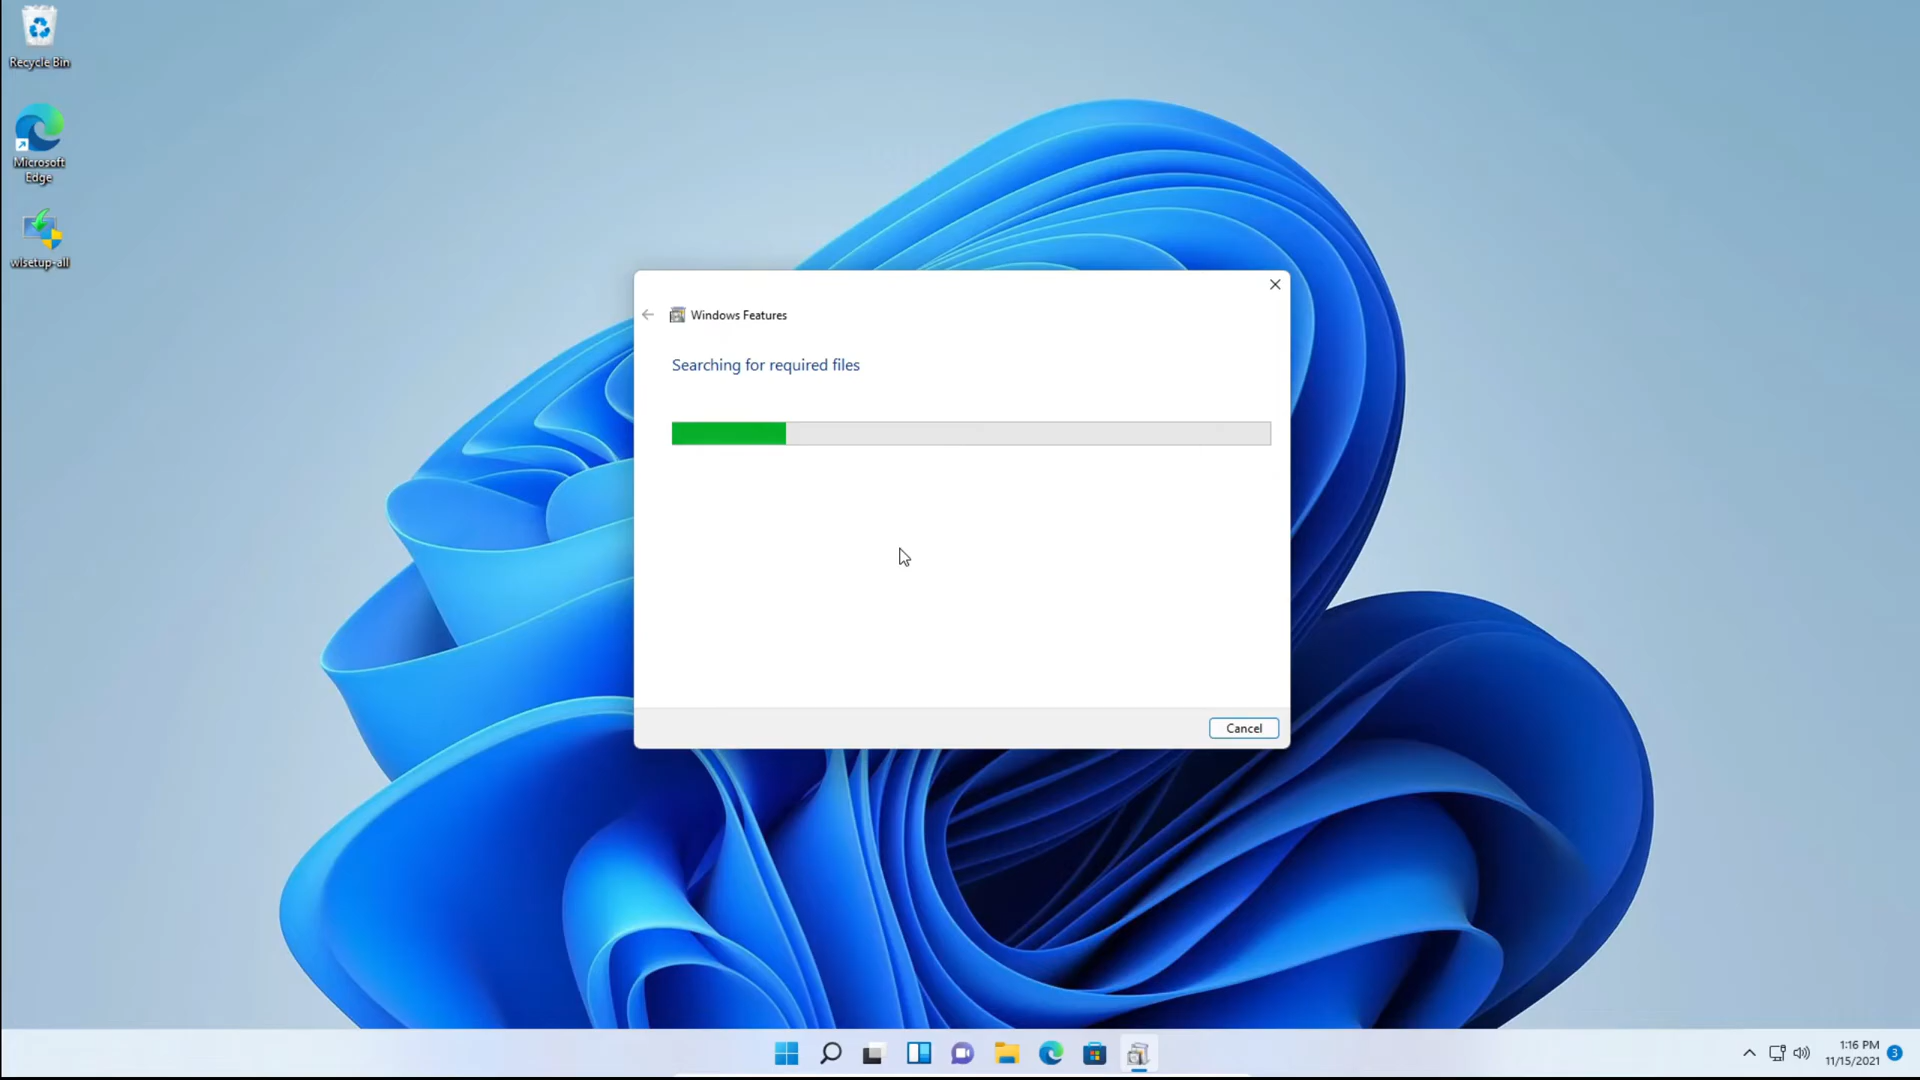 Recycle Bin
Microsoft
Edge
wisetup-all
Windows Features
Searching for required files
Cancel
1:16 PM
11/15/2021
3